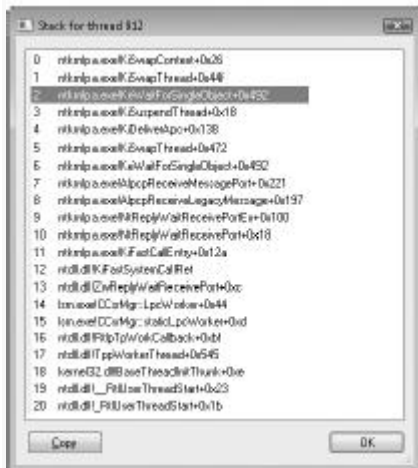 Stack for thread 912
0 ntkrnlpa.exe!KiSwapContext+0x26
1 ntkrnlpa.exe!KiSwapThread+0x44f
2 ntkrnlpa.exe!KeWaitForSingleObject+0x492
3 ntkrnlpa.exe!KiSuspendThread+0x18
4 ntkrnlpa.exe!KiDeliverApc+0x138
5 ntkrnlpa.exe!KiSwapThread+0x472
6 ntkrnlpa.exe!KeWaitForSingleObject+0x492
7 ntkrnlpa.exe!AlpcpReceiveMessagePort+0x221
8 ntkrnlpa.exe!AlpcpReceiveLegacyMessage+0x197
9 ntkrnlpa.exe!NtReplyWaitReceivePortEx+0x100
10 ntkrnlpa.exe!NtReplyWaitReceivePort+0x18
11 ntkrnlpa.exe!KiFastCallEntry+0x12a
12 ntdll.dll!KiFastSystemCallRet
13 ntdll.dll!ZwReplyWaitReceivePort+0xc
14 lsm.exe!CCsrMgr::LpcWorker+0x44
15 lsm.exe!CCsrMgr::staticLpcWorker+0xd
16 ntdll.dll!RtlpTpWorkCallback+0xbf
17 ntdll.dll!TppWorkerThread+0x545
18 kernel32.dll!BaseThreadInitThunk+0xe
19 ntdll.dll!__RtlUserThreadStart+0x23
20 ntdll.dll!_RtlUserThreadStart+0x1b
Copy OK